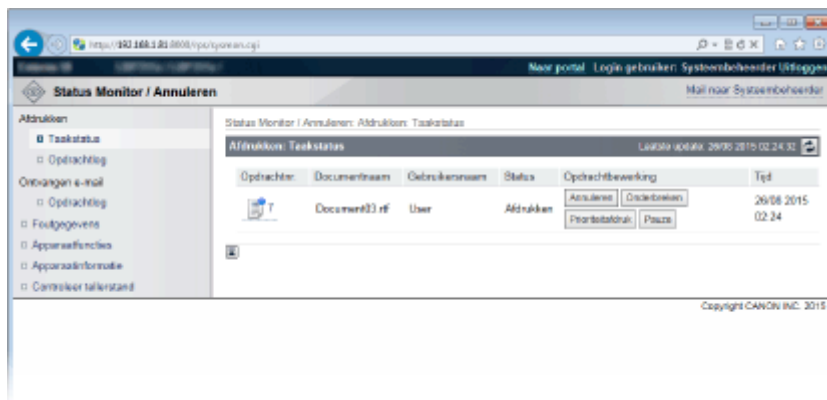 http://192.168.1.81:8000/rps/csysrean.cgi
Naar portal Login gebruiker: Systeembeheerder Uitloggen
Status Monitor / Annuleren
Mail naar Systeembeheerder
Afdrukken
Taakstatus
Opdrachtlog
Ontvangen e-mail
Opdrachtlog
Foutgegevens
Apparaatfuncties
Apparaatinformatie
Controleer tellerstand
Status Monitor / Annuleren: Afdrukken: Taakstatus
Afdrukken: Taakstatus
Laatste update: 26/08 2015 02:24:32
Opdrachtnr. Documentnaam Gebruikersnaam Status Opdrachtbewerking Tijd
7 Document03.rtf User Afdrukken Annuleren Onderbreken 26/08 2015
Prioriteitafdruk Pauze 02:24
Copyright CANON INC. 2015